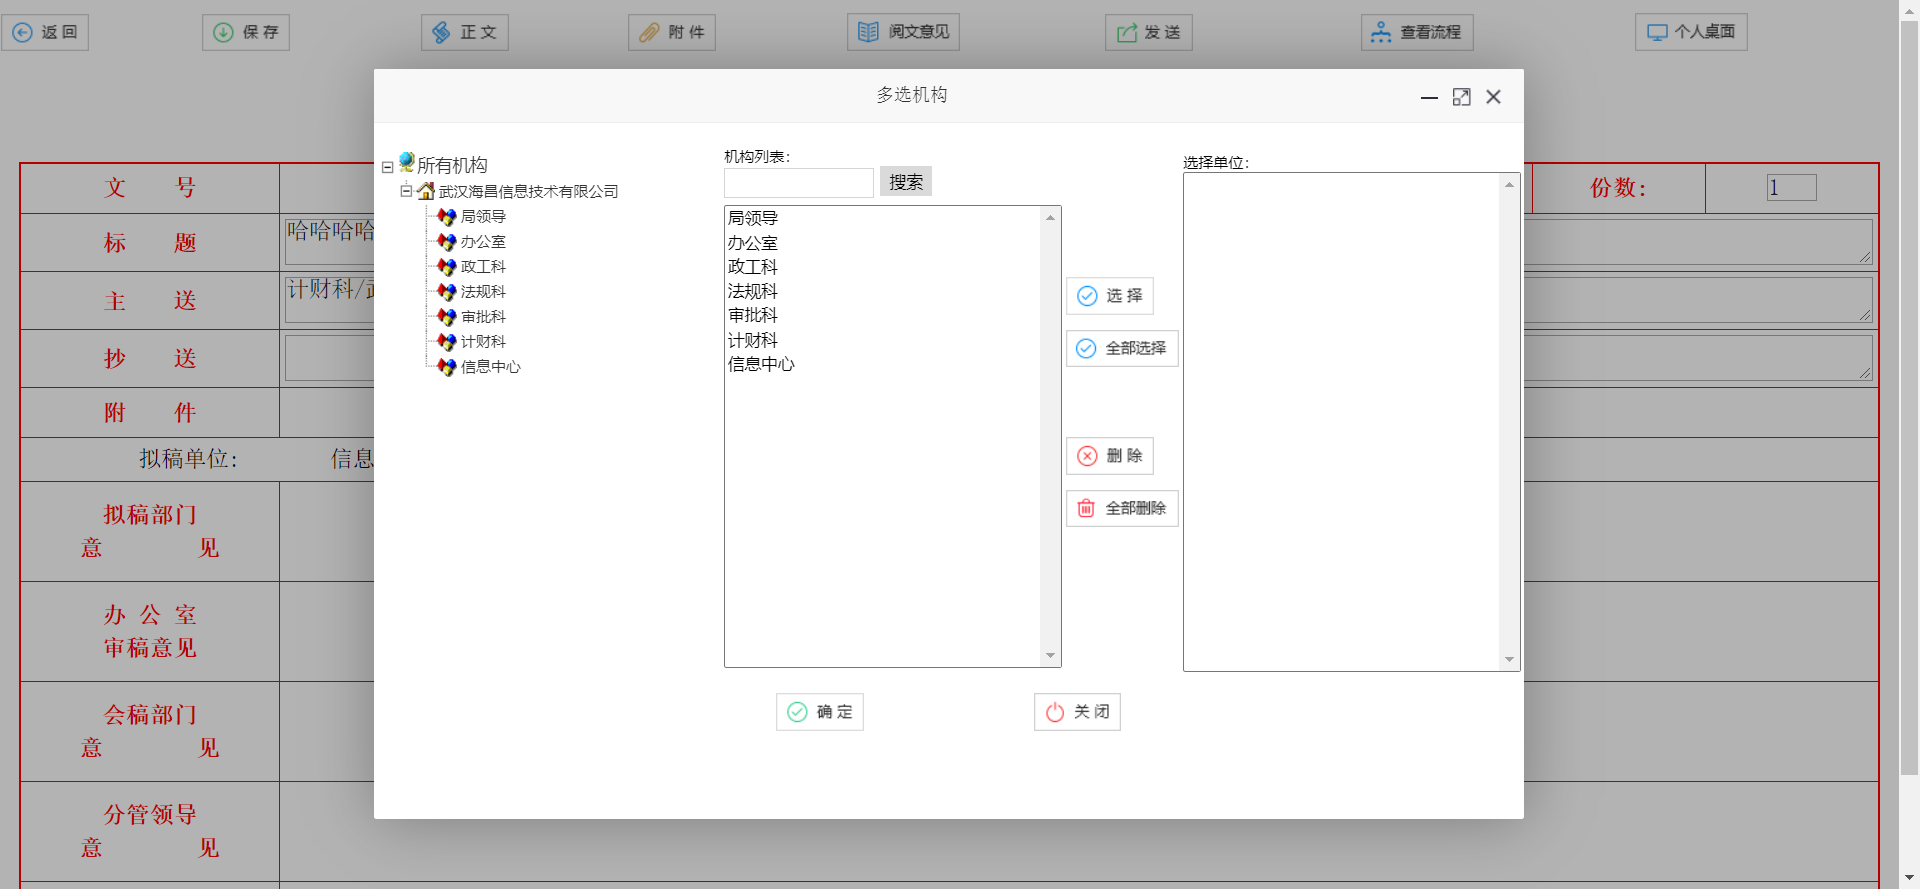 返 回
保 存
正 文
附 件
阅文意见
发 送
查看流程
个人桌面
多选机构
所有机构
武汉海昌信息技术有限公司
局领导
办公室
政工科
法规科
审批科
计财科
信息中心
机构列表：
搜索
局领导
办公室
政工科
法规科
审批科
计财科
信息中心
选 择
全部选择
删 除
全部删除
选择单位：
确 定
关 闭
文 号
份数： 1
标 题 哈哈哈哈
主 送 计财科/
抄 送
附 件
拟稿单位： 信息
拟稿部门
意 见
办 公 室
审稿意见
会稿部门
意 见
分管领导
意 见